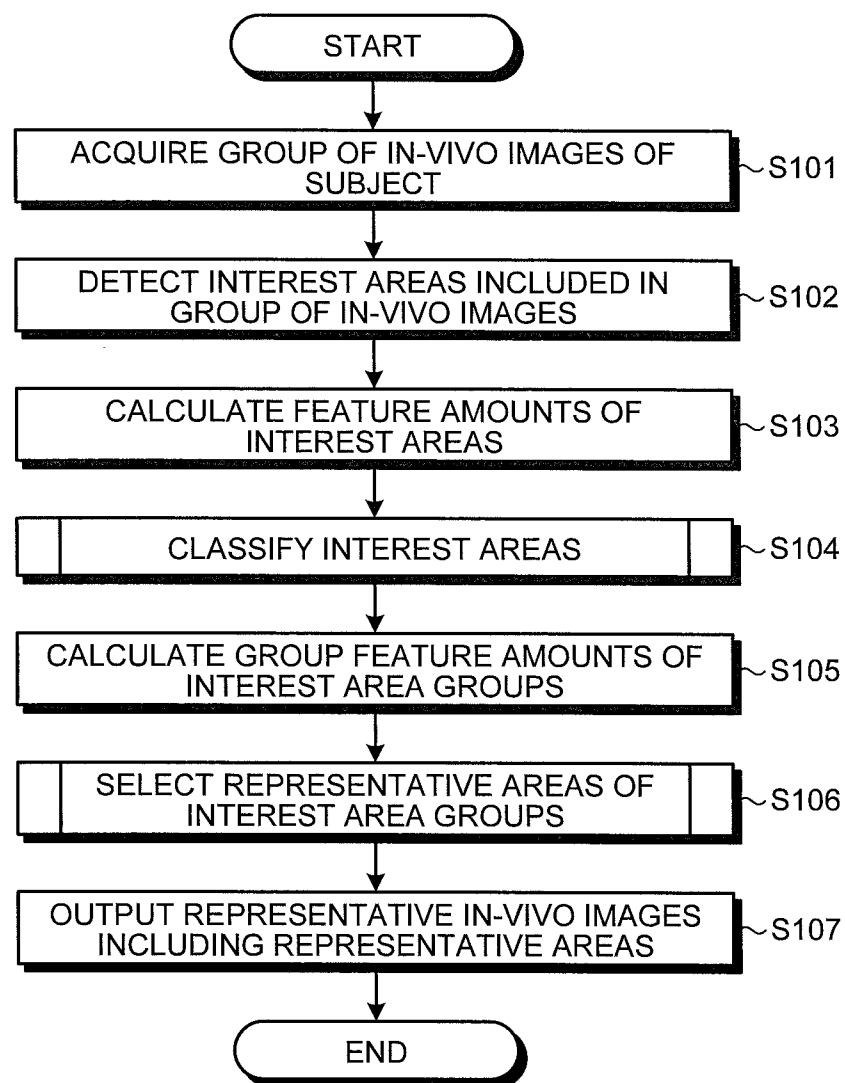 START
ACQUIRE GROUP OF IN-VIVO IMAGES OF
SUBJECT
S101
DETECT INTEREST AREAS INCLUDED IN
GROUP OF IN-VIVO IMAGES
S102
CALCULATE FEATURE AMOUNTS OF
INTEREST AREAS
S103
CLASSIFY INTEREST AREAS
S104
CALCULATE GROUP FEATURE AMOUNTS OF
INTEREST AREA GROUPS
S105
SELECT REPRESENTATIVE AREAS OF
INTEREST AREA GROUPS
S106
OUTPUT REPRESENTATIVE IN-VIVO IMAGES
INCLUDING REPRESENTATIVE AREAS
S107
END